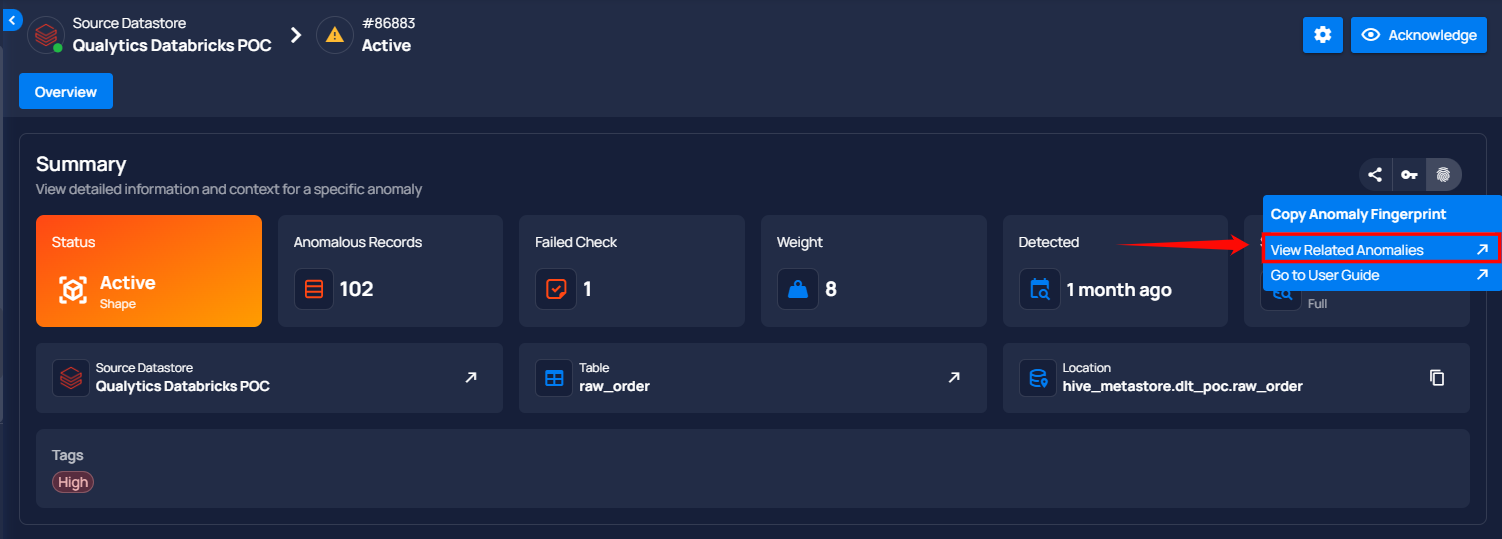 Source Datastore
Qualytics Databricks POC
#86883
Active
Acknowledge
Overview
Summary
View detailed information and context for a specific anomaly
Copy Anomaly Fingerprint
View Related Anomalies
Go to User Guide
Status
Active
Shape
Anomalous Records
102
Failed Check
1
Weight
8
Detected
1 month ago
Full
Source Datastore
Qualytics Databricks POC
Table
raw_order
Location
hive_metastore.dlt_poc.raw_order
Tags
High